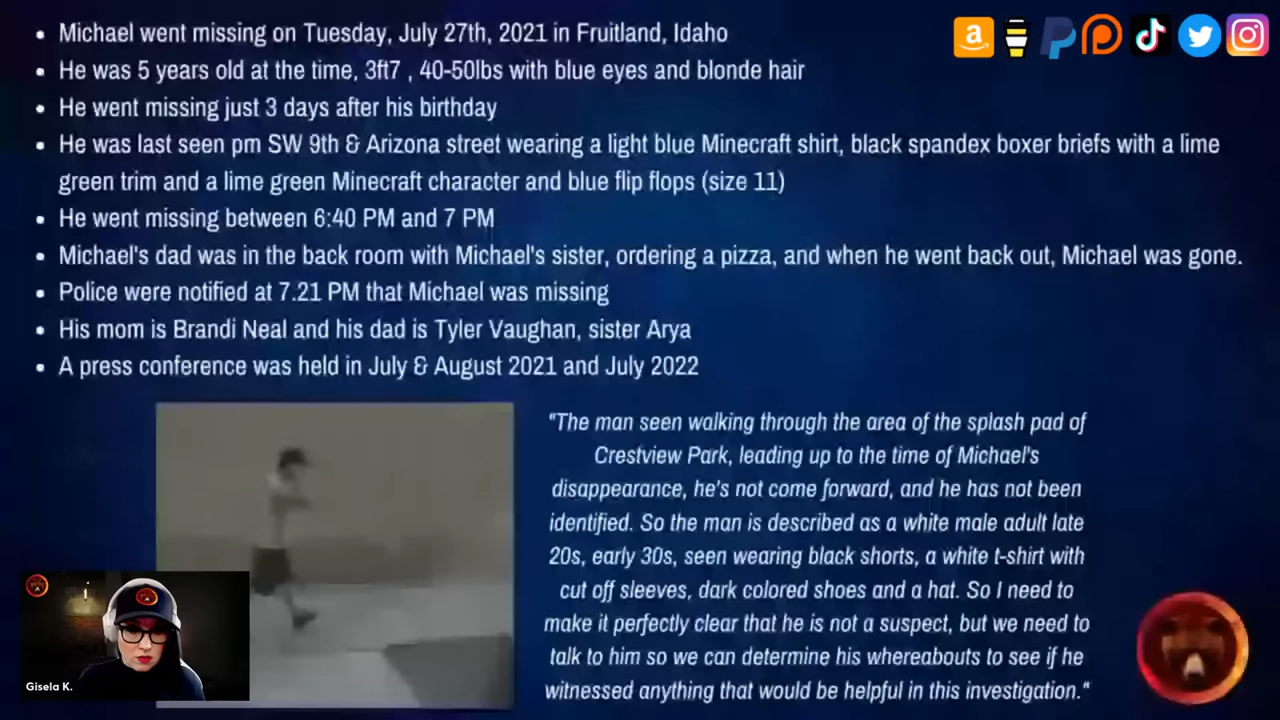 Michael went missing on Tuesday, July 27th, 2021 in Fruitland, Idaho
He was 5 years old at the time, 3ft7 , 40-50lbs with blue eyes and blonde hair
He went missing just 3 days after his birthday
He was last seen pm SW 9th & Arizona street wearing a light blue Minecraft shirt, black spandex boxer briefs with a lime
green trim and a lime green Minecraft character and blue flip flops (size 11)
He went missing between 6:40 PM and 7 PM
Michael's dad was in the back room with Michael's sister, ordering a pizza, and when he went back out, Michael was gone.
Police were notified at 7.21 PM that Michael was missing
His mom is Brandi Neal and his dad is Tyler Vaughan, sister Arya
A press conference was held in July & August 2021 and July 2022
"The man seen walking through the area of the splash pad of
Crestview Park, leading up to the time of Michael's
disappearance, he's not come forward, and he has not been
identified. So the man is described as a white male adult late
20s, early 30s, seen wearing black shorts, a white t-shirt with
cut off sleeves, dark colored shoes and a hat. So I need to
make it perfectly clear that he is not a suspect, but we need to
talk to him so we can determine his whereabouts to see if he
witnessed anything that would be helpful in this investigation."
Gisela K.